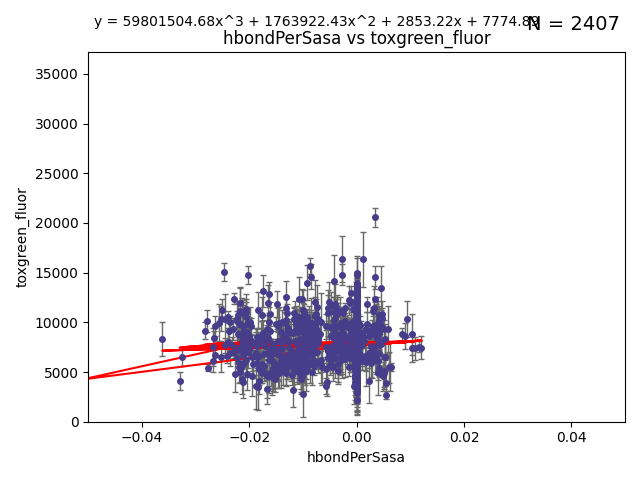 y = 59801504.68x^3 + 1763922.43x^2 + 2853.22x + 7774.89
N = 2407
hbondPerSasa vs toxgreen_fluor
35000
30000
25000
20000
15000
10000
5000
0
toxgreen_fluor
−0.04
−0.02
0.00
0.02
0.04
hbondPerSasa